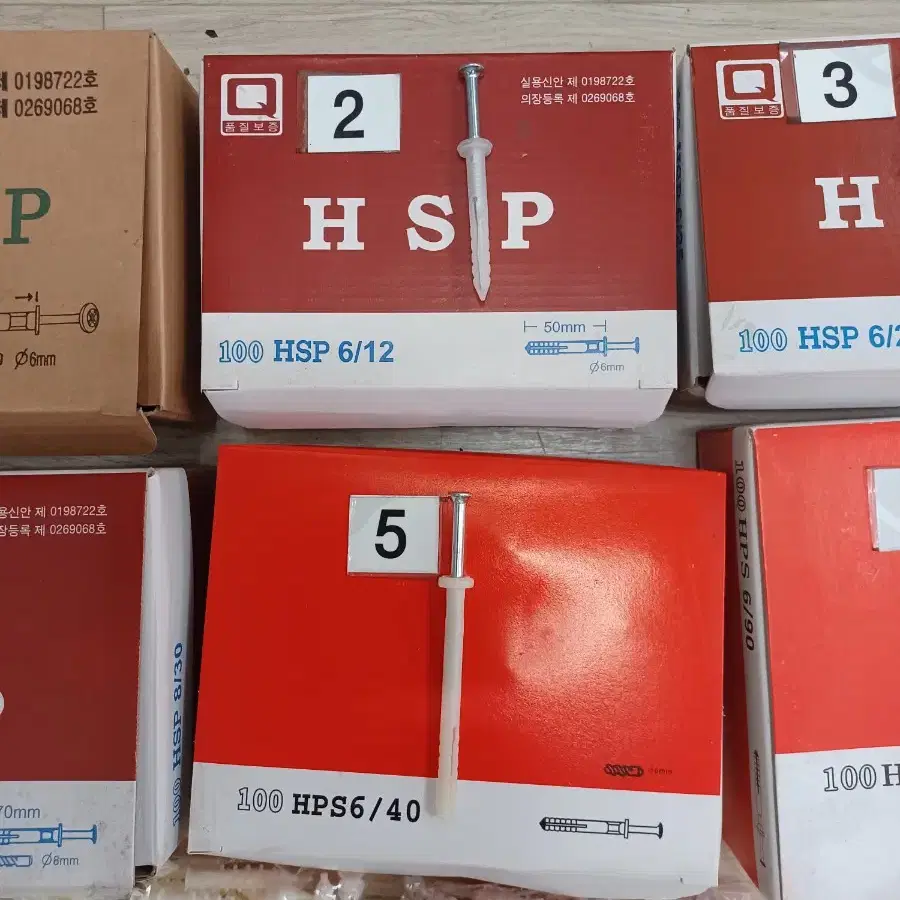 제 0198722호
제 0269068호
P
Ø6mm
Q
품질보증
2
실용신안 제 0198722호
의장등록 제 0269068호
HSP
100 HSP 6/12
50mm
Ø6mm
Q
품질보증
3
H
100 HSP 6/2
용신안 제 0198722호
장등록 제 0269068호
70mm
Ø8mm
100 HSP 8/30
5
100 HPS6/40
100 HPS 6/90
100 H